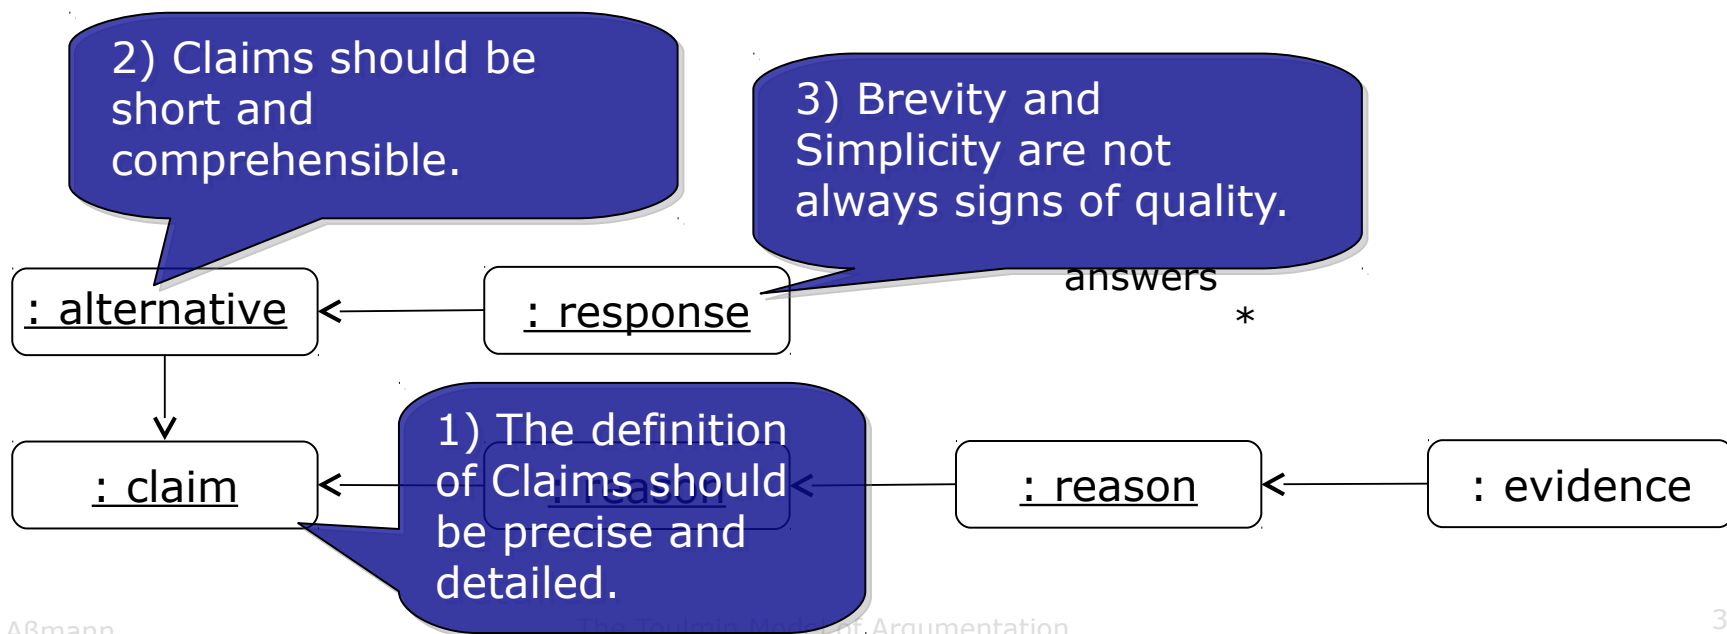 2) Claims should be
short and
comprehensible.
3) Brevity and
Simplicity are not
always signs of quality.
answers
*
: alternative
: response
1) The definition
of Claims should
be precise and
detailed.
: claim
: reason
: reason
: evidence
Aßmann
The Toulmin Model of Argumentation
3